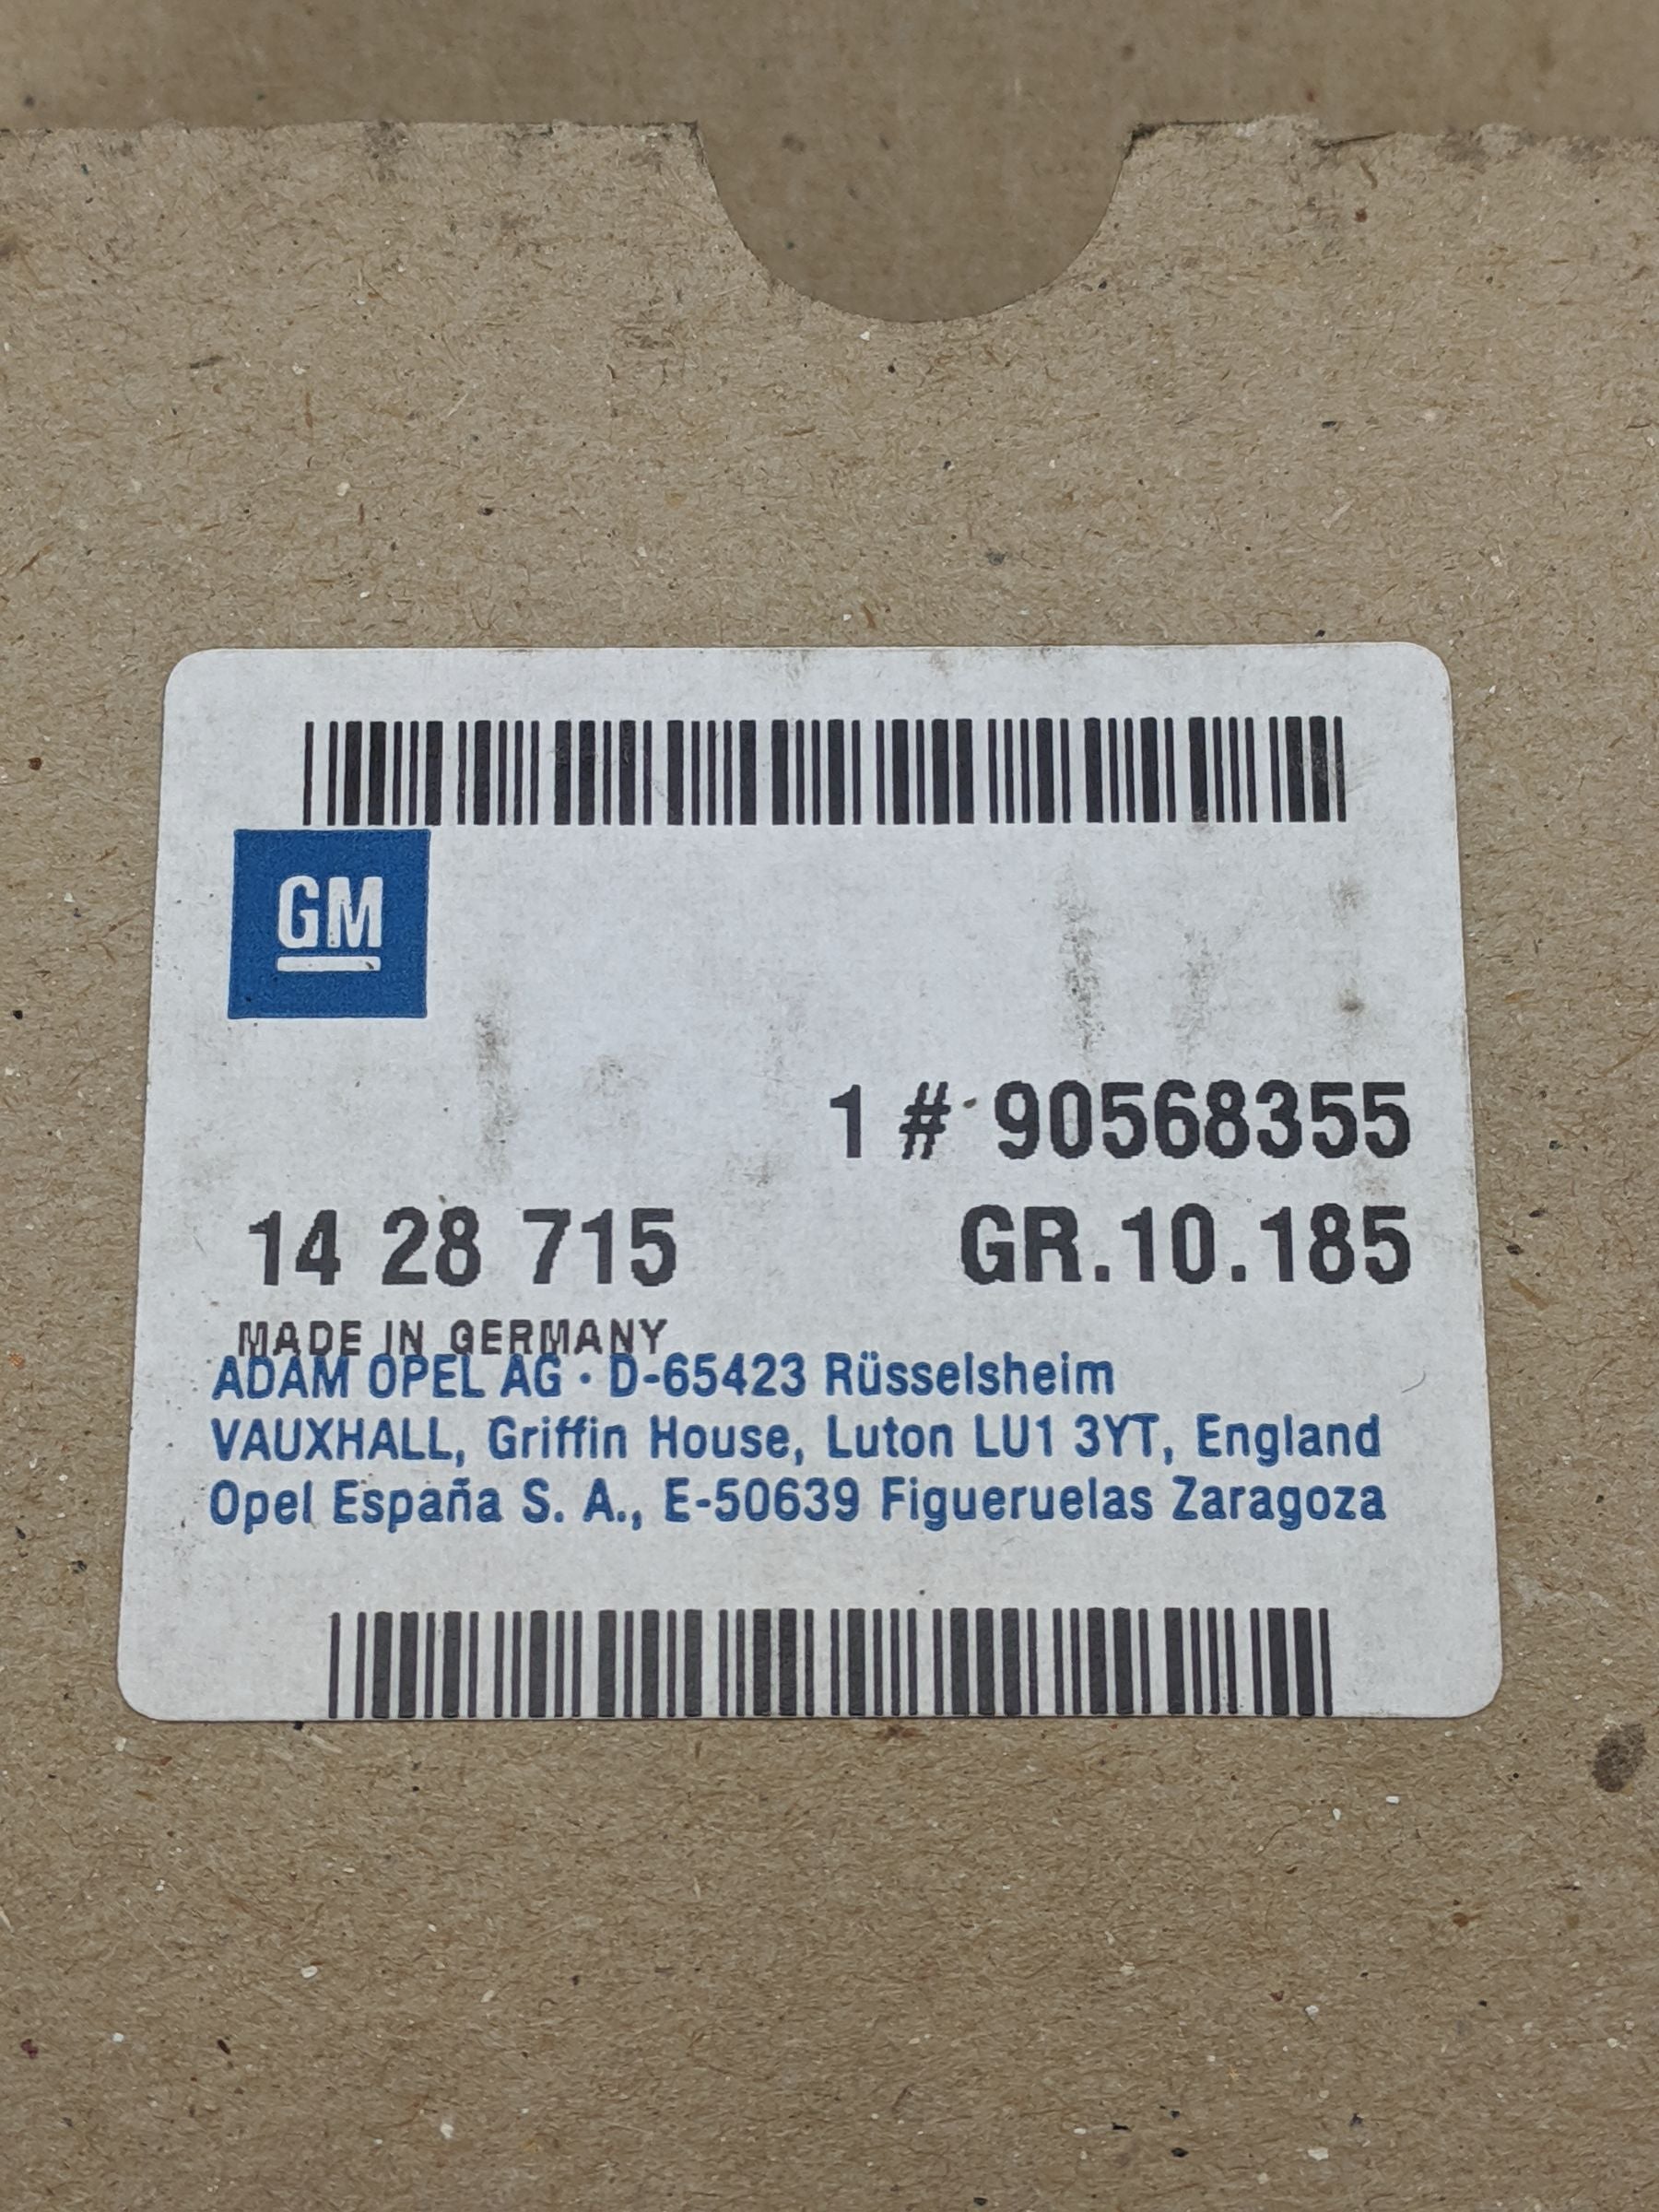 GM
1 # 90568355
14 28 715 GR.10.185
MADE IN GERMANY
ADAM OPEL AG · D-65423 Rüsselsheim
VAUXHALL, Griffin House, Luton LU1 3YT, England
Opel España S. A., E-50639 Figueruelas Zaragoza